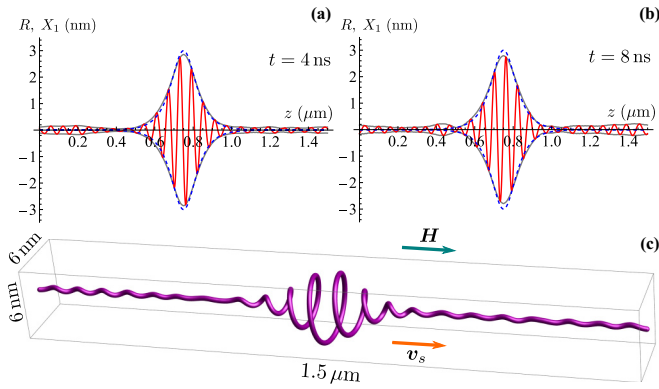 (a)
R, X₁ (nm)
t = 4 ns
z (μm)
3
2
1
-1
-2
-3
0.2 0.4 0.6 0.8 1.0 1.2 1.5
(b)
R, X₁ (nm)
t = 8 ns
z (μm)
3
2
1
-1
-2
-3
0.2 0.4 0.6 0.8 1.0 1.2 1.5
(c)
H
6 nm
6 nm
vₛ
1.5 μm